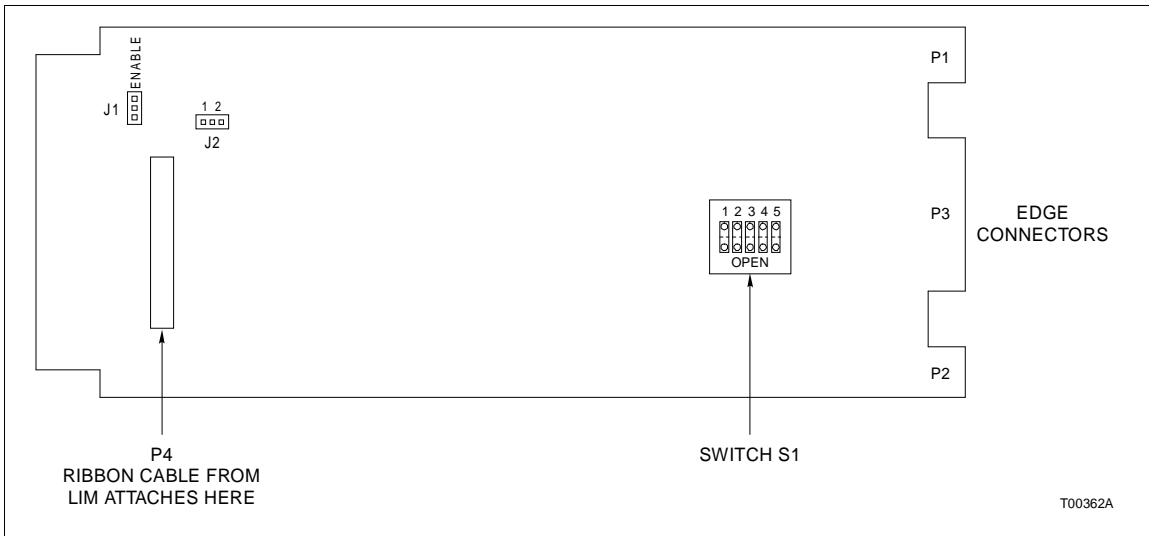 ENABLE
P1
J1
1 2
J2
1 2 3 4 5
P3
EDGE
CONNECTORS
OPEN
P2
P4
RIBBON CABLE FROM
LIM ATTACHES HERE
SWITCH S1
T00362A